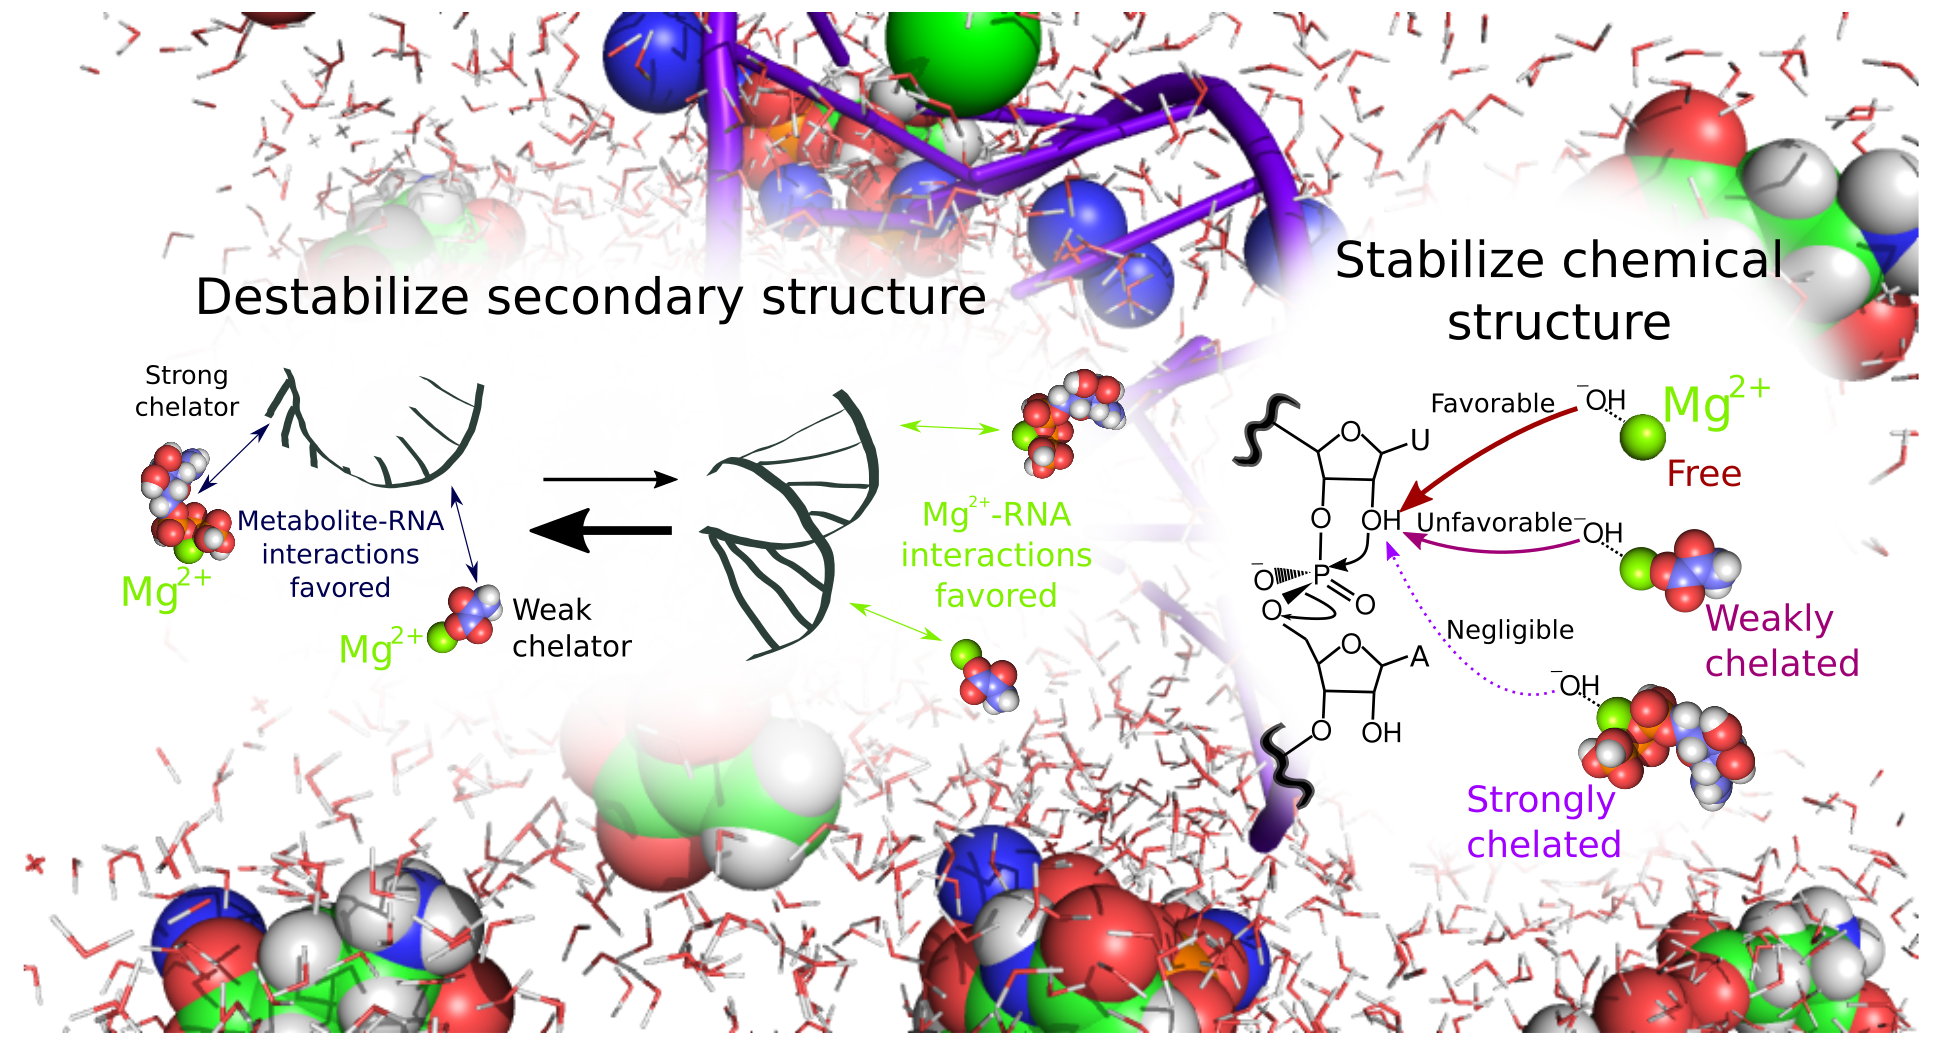 Destabilize secondary structure
Strong
chelator
Mg2+
Metabolite-RNA
interactions
favored
Mg2+
Weak
chelator
Mg2+-RNA
interactions
favored
Stabilize chemical
structure
Favorable
-OH
Mg2+
Free
U
O
O
OH
Unfavorable
-OH
-O
P
O
O
Weakly
chelated
Negligible
O
A
-OH
O
OH
Strongly
chelated